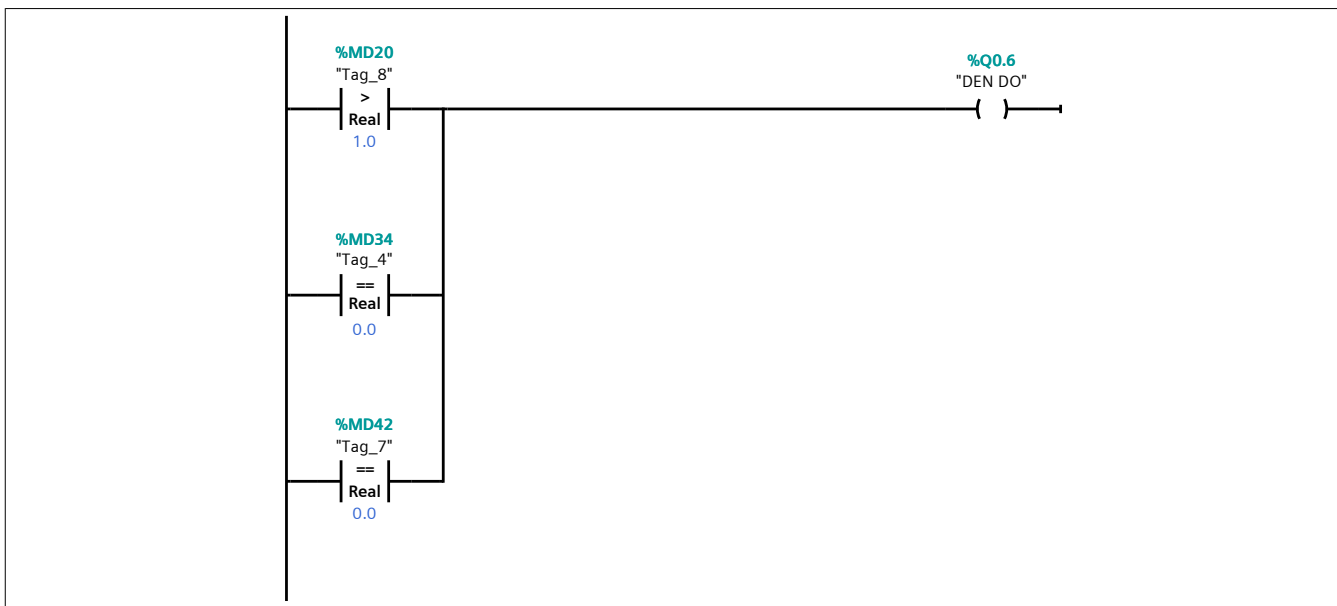 %MD20
"Tag_8"
>
Real
1.0
%Q0.6
"DEN DO"
%MD34
"Tag_4"
==
Real
0.0
%MD42
"Tag_7"
==
Real
0.0